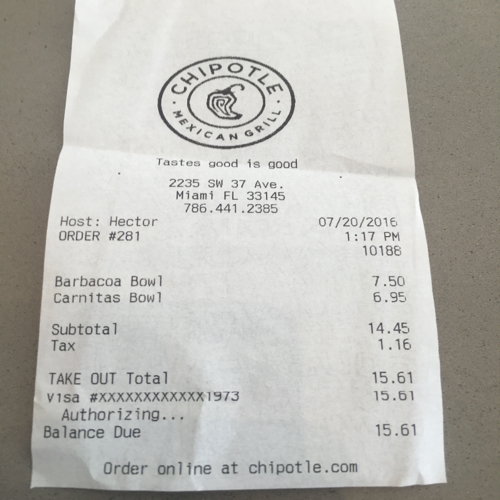 CHIPOTLE
MEXICAN GRILL
Tastes good is good
2235 SW 37 Ave.
Miami FL 33145
786.441.2385
Host: Hector 07/20/2016
ORDER #281 1:17 PM
10188
Barbacoa Bowl 7.50
Carnitas Bowl 6.95
Subtotal 14.45
Tax 1.16
TAKE OUT Total 15.61
Visa #XXXXXXXXXXXX1973 15.61
Authorizing...
Balance Due 15.61
Order online at chipotle.com